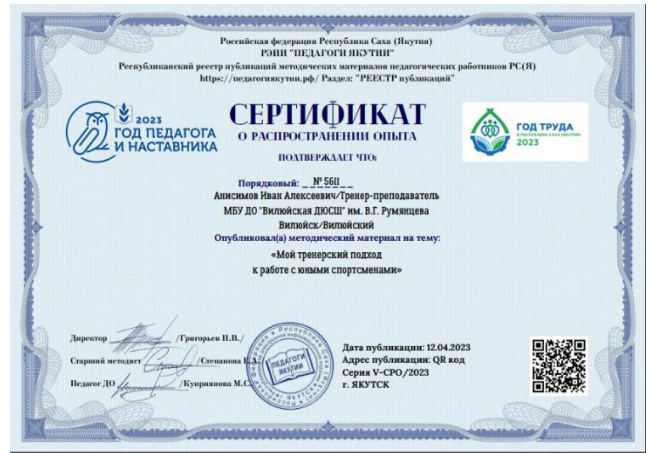 Российская федерация Республика Саха (Якутия)
РЭНИ "ПЕДАГОГИ ЯКУТИИ"
Республиканский реестр публикаций методических материалов педагогических работников РС(Я)
https://педагогиякутии.рф/ Раздел: "РЕЕСТР публикаций"
2023
ГОД ПЕДАГОГА
И НАСТАВНИКА
СЕРТИФИКАТ
О РАСПРОСТРАНЕНИИ ОПЫТА
ПОДТВЕРЖДАЕТ ЧТО:
ГОД ТРУДА
В РЕСПУБЛИКЕ САХА (ЯКУТИЯ)
2023
Порядковый: № 5611
Анисимов Иван Алексеевич/Тренер-преподаватель
МБУ ДО "Вилюйская ДЮСШ" им. В.Г. Румянцева
Вилюйск/Вилюйский
Опубликовал(а) методический материал на тему:
«Мой тренерский подход
к работе с юными спортсменами»
Директор /Григорьев Н.В./
Старший методист /Степанова Е.А./
Педагог ДО /Куприянова М.С.
ПЕДАГОГИ
ЯКУТИИ
Дата публикации: 12.04.2023
Адрес публикации: QR код
Серия V-СРО/2023
г. ЯКУТСК